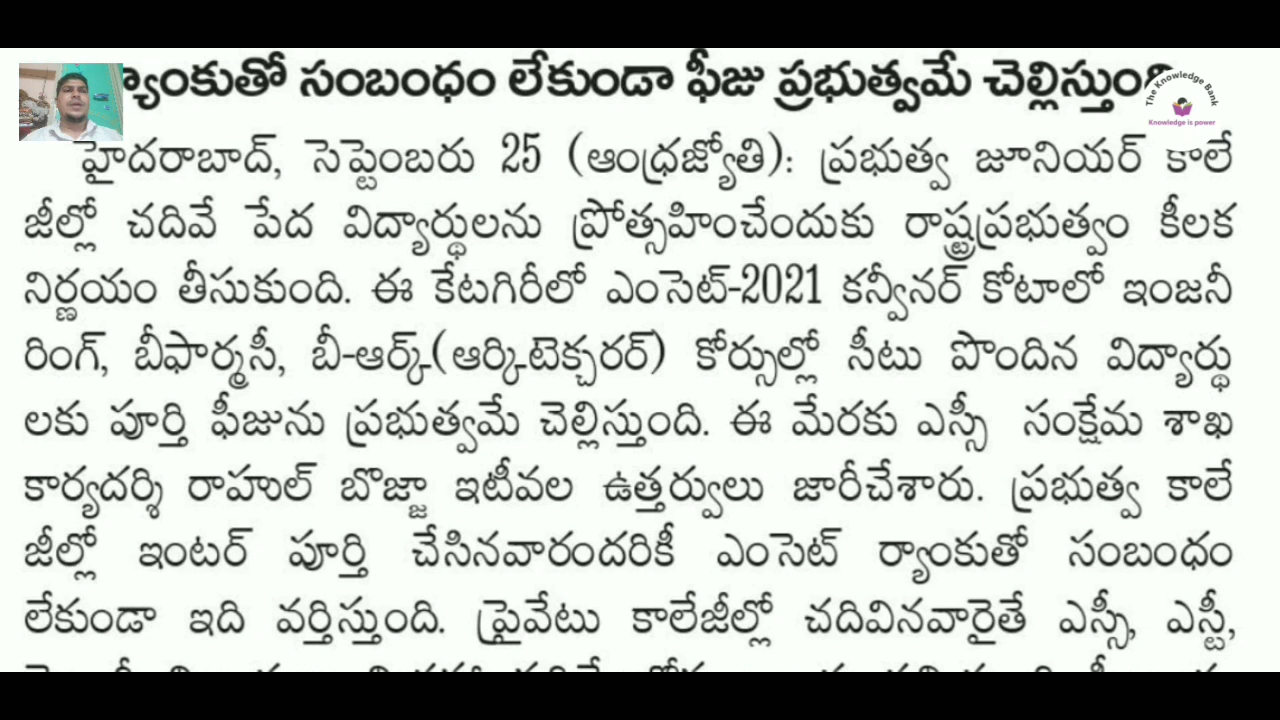 ర్యాంకుతో సంబంధం లేకుండా ఫీజు ప్రభుత్వమే చెల్లిస్తుంది
The Knowledge Bank
Knowledge is power
హైదరాబాద్, సెప్టెంబరు 25 (ఆంధ్రజ్యోతి): ప్రభుత్వ జూనియర్ కాలే
జీల్లో చదివే పేద విద్యార్థులను ప్రోత్సహించేందుకు రాష్ట్రప్రభుత్వం కీలక
నిర్ణయం తీసుకుంది. ఈ కేటగిరీలో ఎంసెట్-2021 కన్వీనర్ కోటాలో ఇంజనీ
రింగ్, బీఫార్మసీ, బీ-ఆర్క్(ఆర్కిటెక్చరర్) కోర్సుల్లో సీటు పొందిన విద్యార్థు
లకు పూర్తి ఫీజును ప్రభుత్వమే చెల్లిస్తుంది. ఈ మేరకు ఎస్సీ సంక్షేమ శాఖ
కార్యదర్శి రాహుల్ బొజ్జా ఇటీవల ఉత్తర్వులు జారీచేశారు. ప్రభుత్వ కాలే
జీల్లో ఇంటర్ పూర్తి చేసినవారందరికీ ఎంసెట్ ర్యాంకుతో సంబంధం
లేకుండా ఇది వర్తిస్తుంది. ప్రైవేటు కాలేజీల్లో చదివినవారైతే ఎస్సీ, ఎస్టీ,